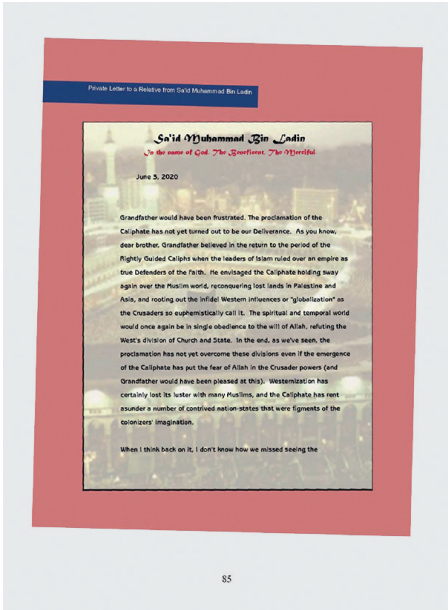 Private Letter to a Relative from Sa'id Muhammad Bin Ladin
Sa'id Muhammad Bin Ladin
In the name of God, The Beneficent, The Merciful
June 3, 2020
Grandfather would have been frustrated. The proclamation of the
Caliphate has not yet turned out to be our Deliverance. As you know,
dear brother, Grandfather believed in the return to the period of the
Rightly Guided Caliphs when the leaders of Islam ruled over an empire as
true Defenders of the Faith. He envisaged the Caliphate holding sway
again over the Muslim world, reconquering lost lands in Palestine and
Asia, and rooting out the infidel Western influences or "globalization" as
the Crusaders so euphemistically call it. The spiritual and temporal world
would once again be in single obedience to the will of Allah, refuting the
West's division of Church and State. In the end, as we've seen, the
proclamation has not yet overcome these divisions even if the emergence
of the Caliphate has put the fear of Allah in the Crusader powers (and
Grandfather would have been pleased at this). Westernization has
certainly lost its luster with many Muslims, and the Caliphate has rent
asunder a number of contrived nation-states that were figments of the
colonizers' imagination.
When I think back on it, I don't know how we missed seeing the
85